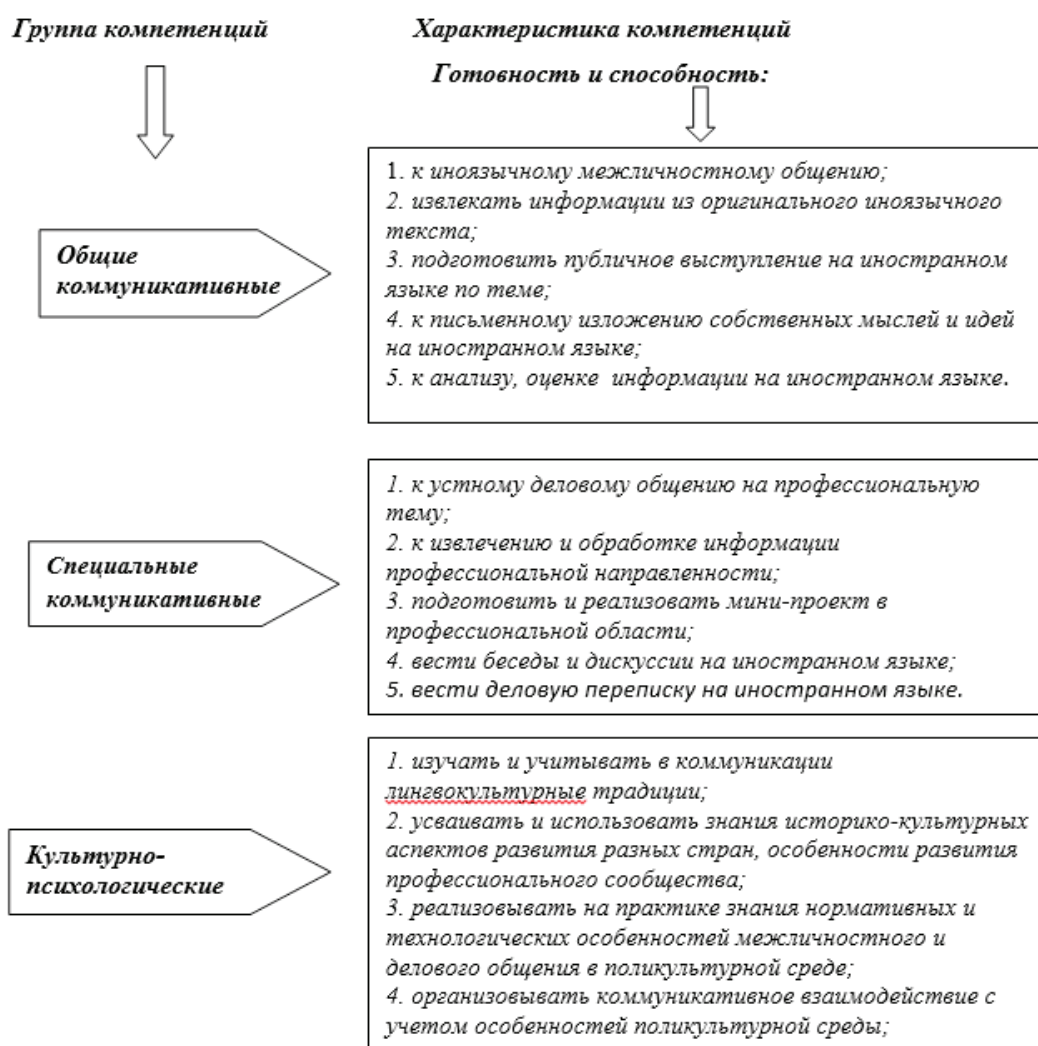 Группа компетенций
Характеристика компетенций
Готовность и способность:
Общие
коммуникативные
1. к иноязычному межличностному общению;
2. извлекать информации из оригинального иноязычного
текста;
3. подготовить публичное выступление на иностранном
языке по теме;
4. к письменному изложению собственных мыслей и идей
на иностранном языке;
5. к анализу, оценке информации на иностранном языке.
Специальные
коммуникативные
1. к устному деловому общению на профессиональную
тему;
2. к извлечению и обработке информации
профессиональной направленности;
3. подготовить и реализовать мини-проект в
профессиональной области;
4. вести беседы и дискуссии на иностранном языке;
5. вести деловую переписку на иностранном языке.
Культурно-
психологические
1. изучать и учитывать в коммуникации
лингвокультурные традиции;
2. усваивать и использовать знания историко-культурных
аспектов развития разных стран, особенности развития
профессионального сообщества;
3. реализовывать на практике знания нормативных и
технологических особенностей межличностного и
делового общения в поликультурной среде;
4. организовывать коммуникативное взаимодействие с
учетом особенностей поликультурной среды;